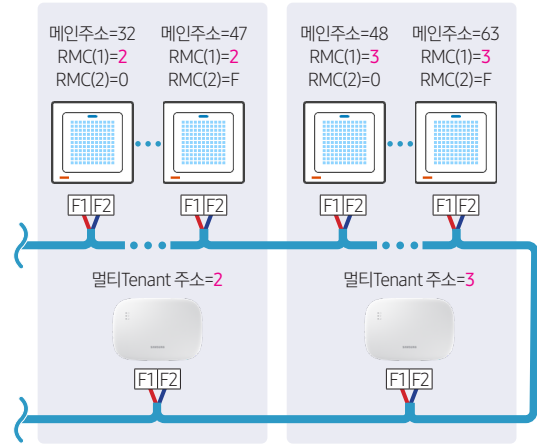 메인주소=32 메인주소=47 메인주소=48 메인주소=63
RMC(1)=2 RMC(1)=2 RMC(1)=3 RMC(1)=3
RMC(2)=0 RMC(2)=F RMC(2)=0 RMC(2)=F
F1 F2 F1 F2 F1 F2 F1 F2
멀티Tenant 주소=2 멀티Tenant 주소=3
SAMSUNG SAMSUNG
F1 F2 F1 F2